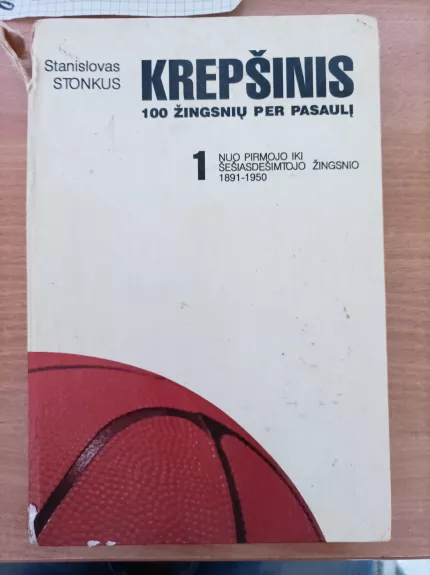 Stanislovas
STONKUS
KREPŠINIS
100 ŽINGSNIŲ PER PASAULĮ
1
NUO PIRMOJO IKI
ŠEŠIASDEŠIMTOJO ŽINGSNIO
1891-1950